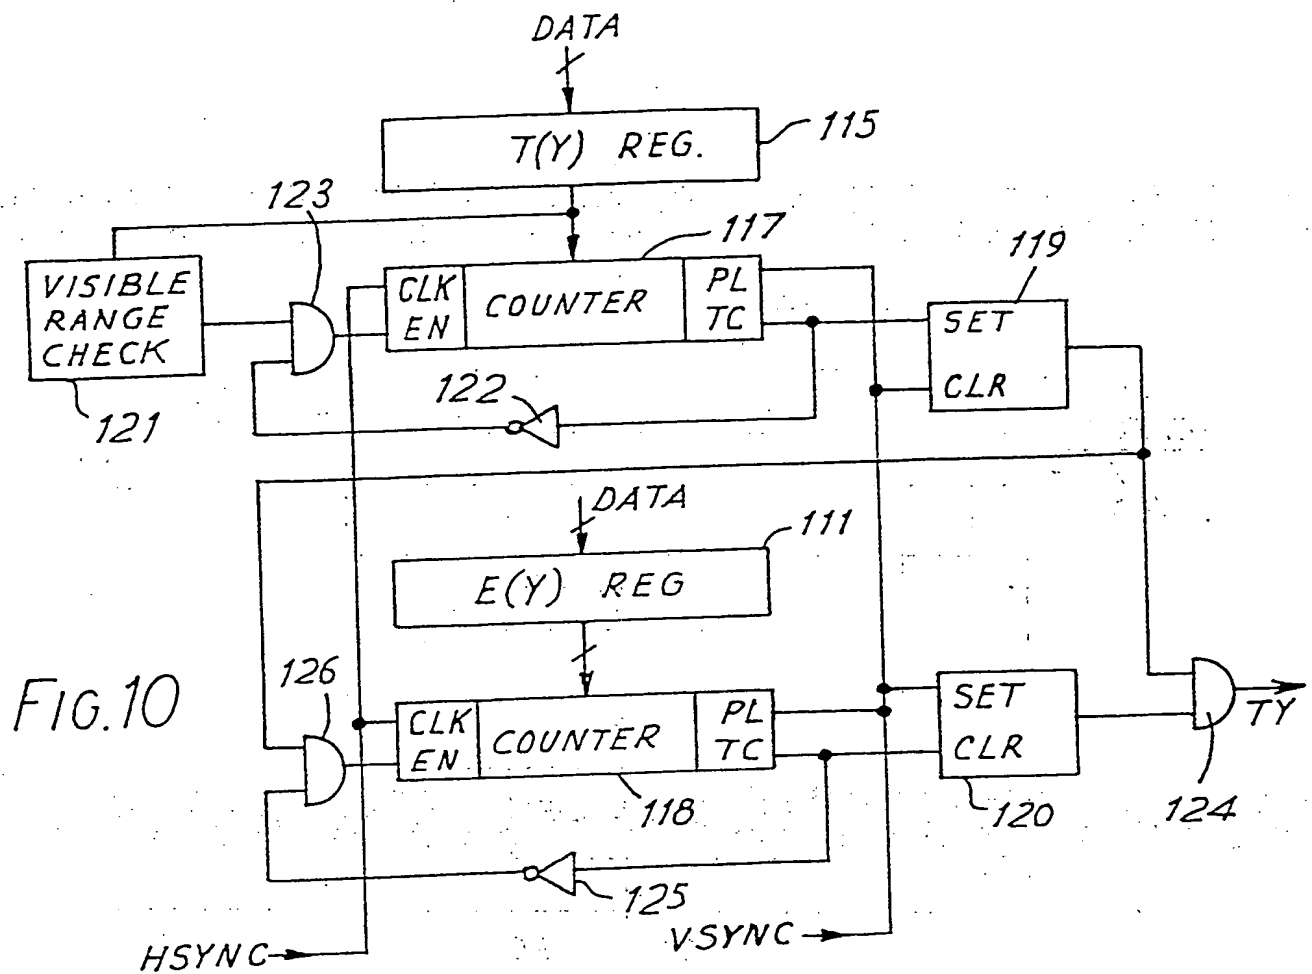 DATA
T(Y) REG.
115
123
117
119
VISIBLE
RANGE
CHECK
CLK
EN
COUNTER
PL
TC
SET
CLR
121
122
DATA
111
E(Y) REG
126
FIG.10
CLK
EN
COUNTER
PL
TC
SET
CLR
TY
118
120
124
125
HSYNC
VSYNC